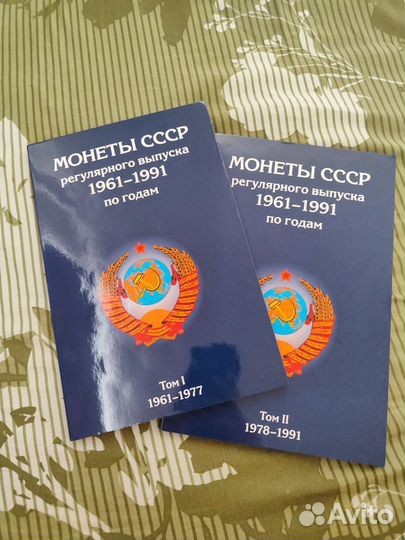 МОНЕТЫ СССР
регулярного выпуска
1961–1991
по годам
Том I
1961–1977
МОНЕТЫ СССР
регулярного выпуска
1961–1991
по годам
Том II
1978–1991
Avito